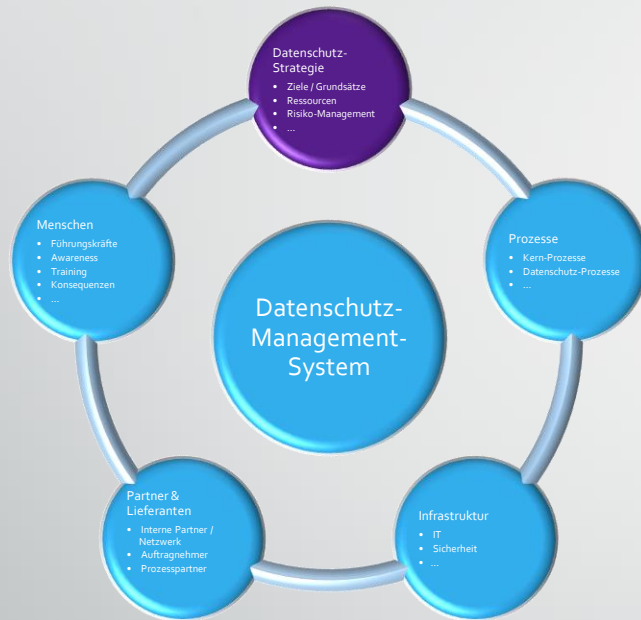 Datenschutz-
Strategie
• Ziele / Grundsätze
• Ressourcen
• Risiko-Management
• ...
Menschen
• Führungskräfte
• Awareness
• Training
• Konsequenzen
• ...
Prozesse
• Kern-Prozesse
• Datenschutz-Prozesse
• ...
Datenschutz-
Management-
System
Partner &
Lieferanten
• Interne Partner /
Netzwerk
• Auftragnehmer
• Prozesspartner
Infrastruktur
• IT
• Sicherheit
• ...